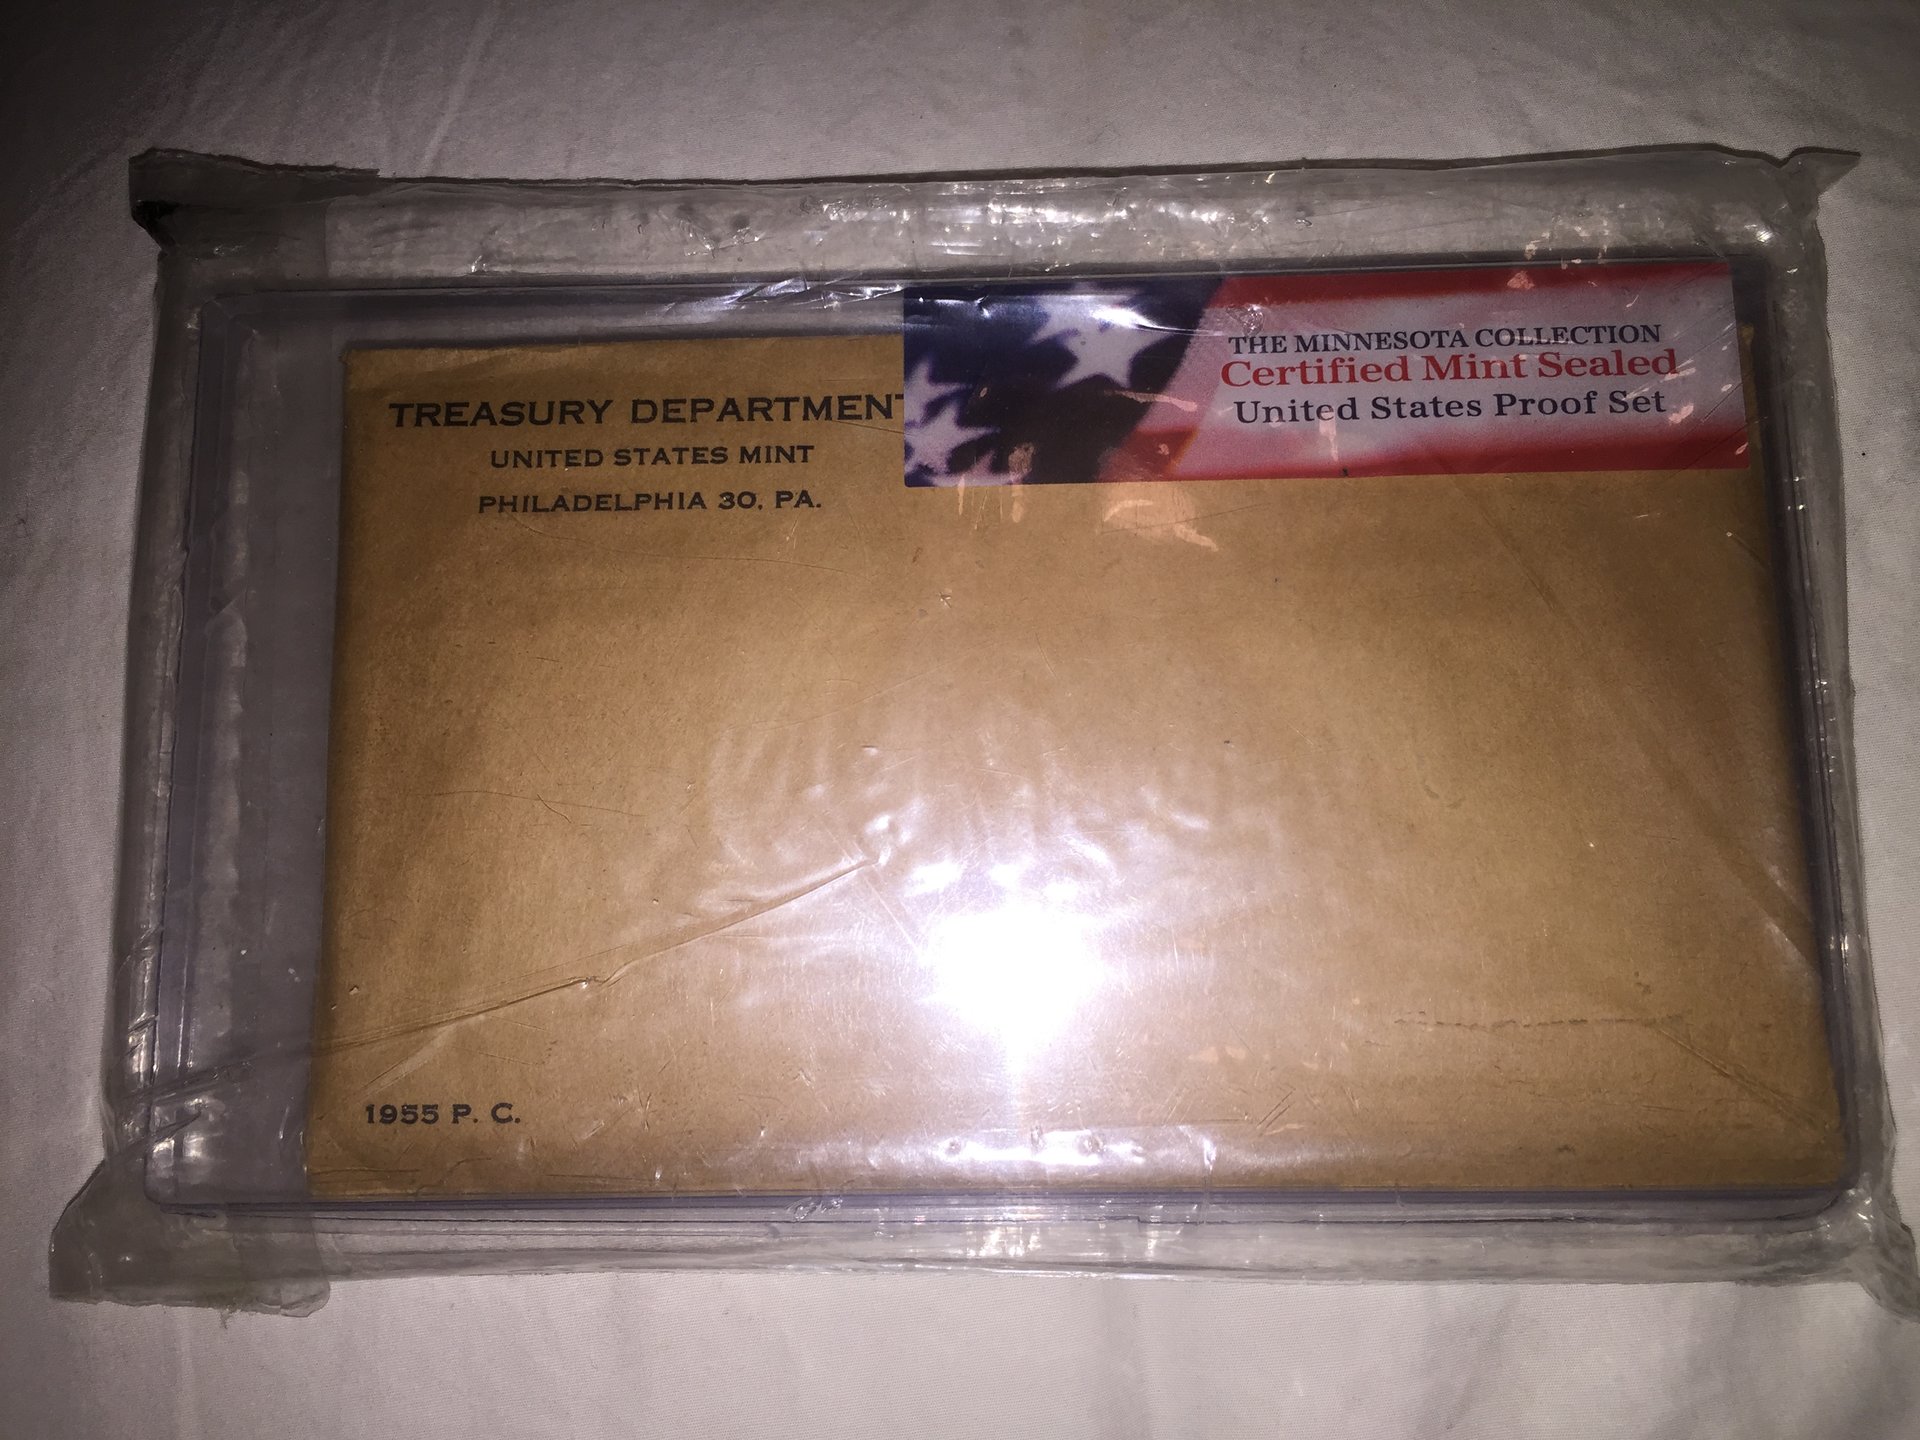 THE MINNESOTA COLLECTION
Certified Mint Sealed
United States Proof Set
TREASURY DEPARTMENT
UNITED STATES MINT
PHILADELPHIA 30, PA.
1955 P. C.